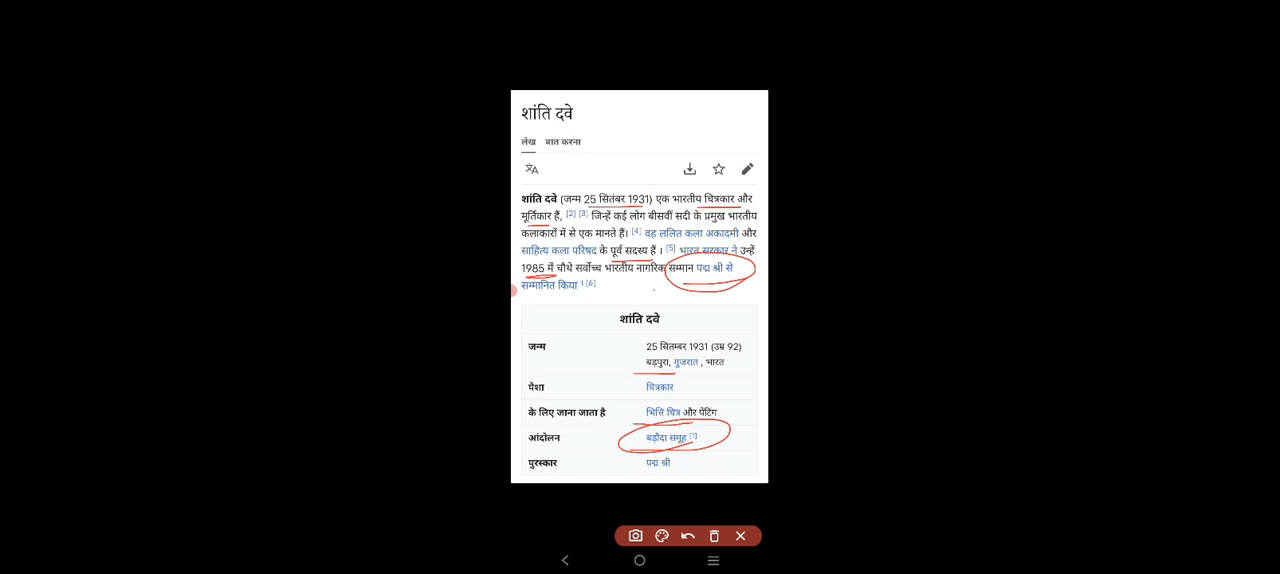 शांति दवे
लेख बात करना
शांति दवे (जन्म 25 सितंबर 1931) एक भारतीय चित्रकार और
मूर्तिकार हैं, [2] [3] जिन्हें कई लोग बीसवीं सदी के प्रमुख भारतीय
कलाकारों में से एक मानते हैं। [4] वह ललित कला अकादमी और
साहित्य कला परिषद के पूर्व सदस्य हैं । [5] भारत सरकार ने उन्हें
1985 में चौथे सर्वोच्च भारतीय नागरिक सम्मान पद्म श्री से
सम्मानित किया । [6]
शांति दवे
जन्म 25 सितम्बर 1931 (उम्र 92)
बड़पुरा, गुजरात , भारत
पेशा चित्रकार
के लिए जाना जाता है भित्ति चित्र और पेंटिंग
आंदोलन बड़ौदा समूह [1]
पुरस्कार पद्म श्री